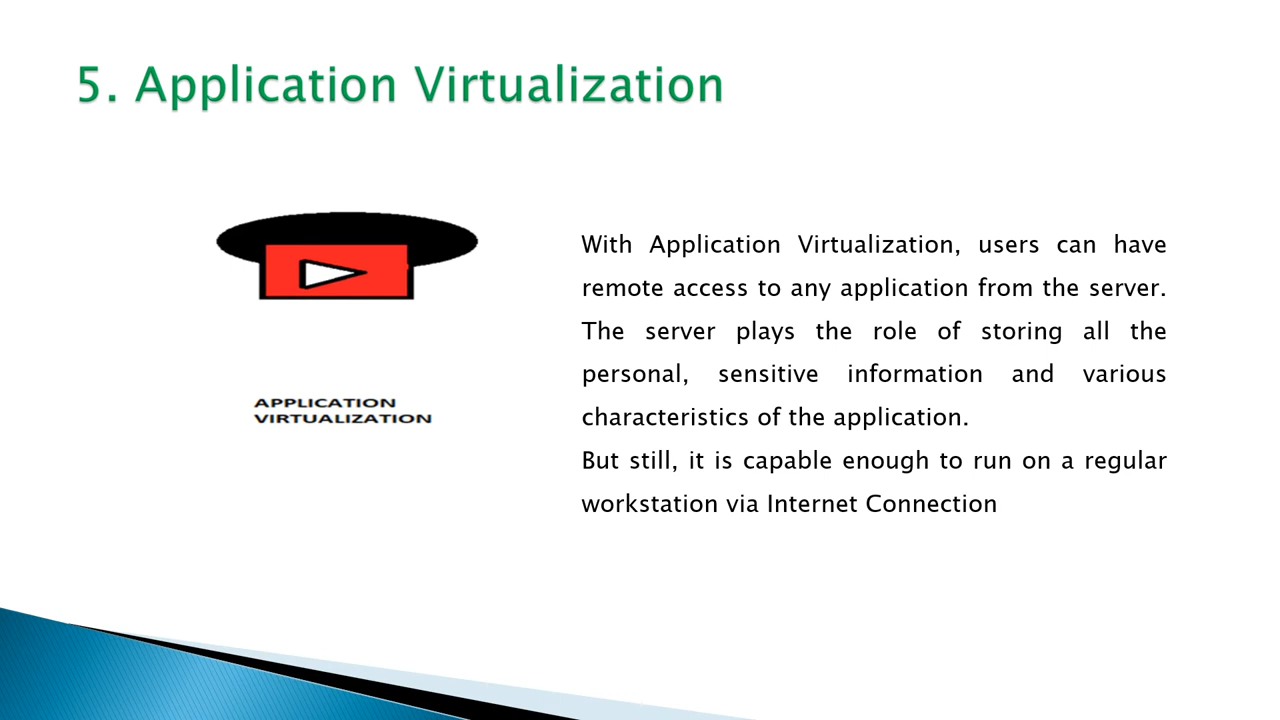 5. Application Virtualization
APPLICATION
VIRTUALIZATION
With Application Virtualization, users can have
remote access to any application from the server.
The server plays the role of storing all the
personal, sensitive information and various
characteristics of the application.
But still, it is capable enough to run on a regular
workstation via Internet Connection